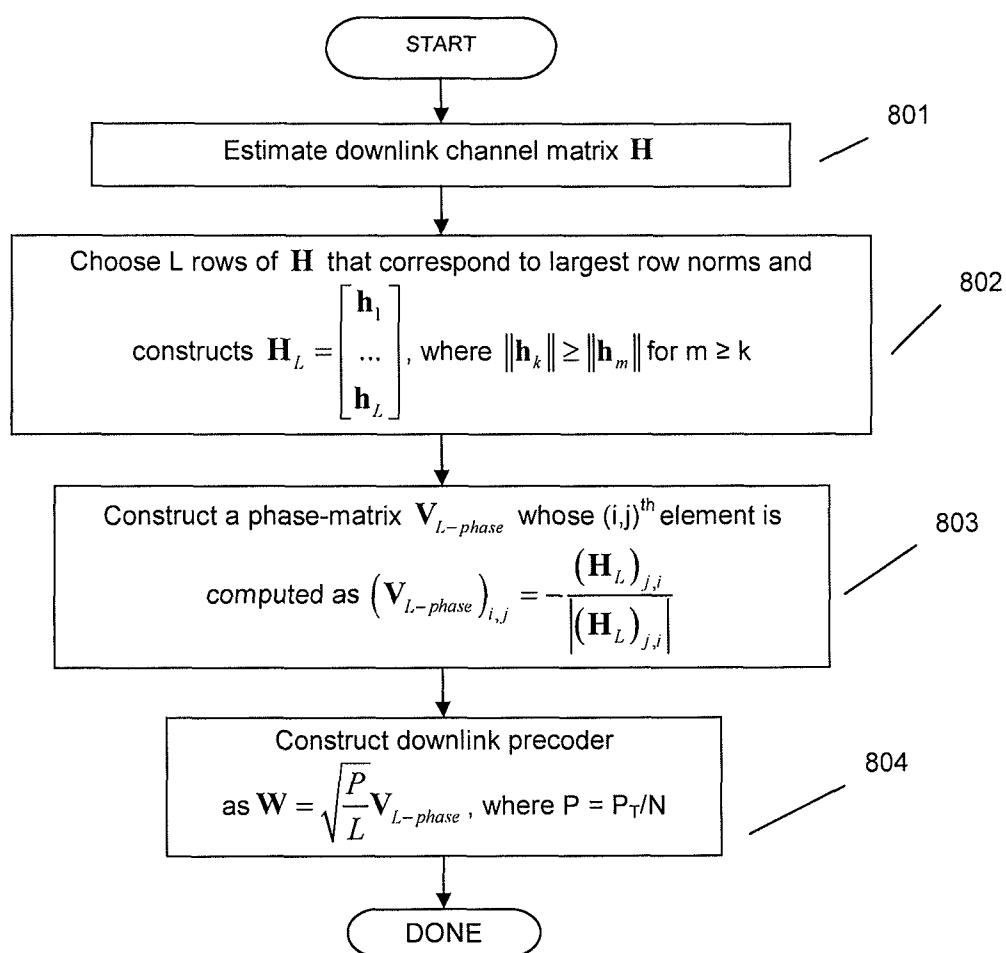 START
801
Estimate downlink channel matrix H
802
Choose L rows of H that correspond to largest row norms and
constructs H_L = [h_1 ... h_L], where ||h_k|| ≥ ||h_m|| for m ≥ k
803
Construct a phase-matrix V_{L-phase} whose (i,j)^th element is
computed as (V_{L-phase})_{i,j} = -(H_L)_{j,i} / |(H_L)_{j,i}|
804
Construct downlink precoder
as W = √(P/L) V_{L-phase}, where P = P_T/N
DONE